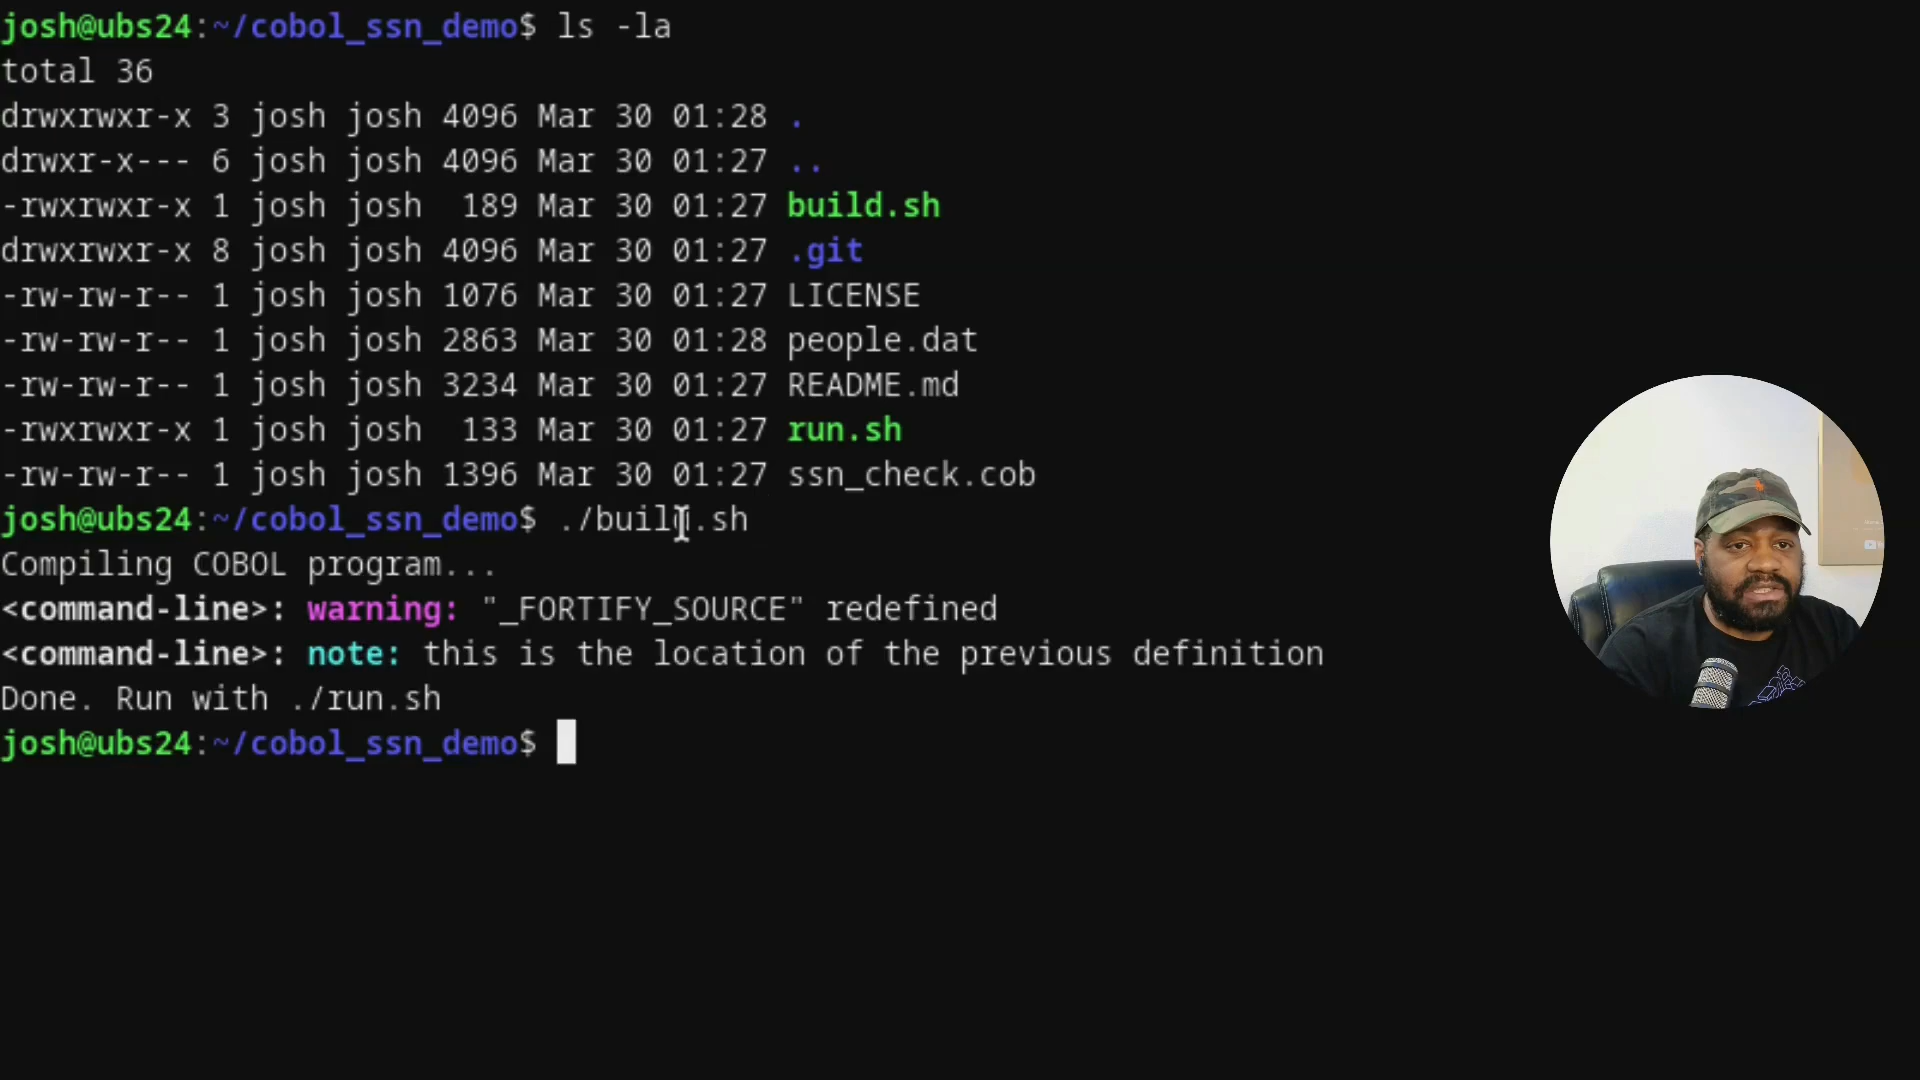 josh@ubs24:~/cobol_ssn_demo$ ls -la
total 36
drwxrwxr-x 3 josh josh 4096 Mar 30 01:28 .
drwxr-x--- 6 josh josh 4096 Mar 30 01:27 ..
-rwxrwxr-x 1 josh josh  189 Mar 30 01:27 build.sh
drwxrwxr-x 8 josh josh 4096 Mar 30 01:27 .git
-rw-rw-r-- 1 josh josh 1076 Mar 30 01:27 LICENSE
-rw-rw-r-- 1 josh josh 2863 Mar 30 01:28 people.dat
-rw-rw-r-- 1 josh josh 3234 Mar 30 01:27 README.md
-rwxrwxr-x 1 josh josh  133 Mar 30 01:27 run.sh
-rw-rw-r-- 1 josh josh 1396 Mar 30 01:27 ssn_check.cob
josh@ubs24:~/cobol_ssn_demo$ ./build.sh
Compiling COBOL program...
<command-line>: warning: "_FORTIFY_SOURCE" redefined
<command-line>: note: this is the location of the previous definition
Done. Run with ./run.sh
josh@ubs24:~/cobol_ssn_demo$